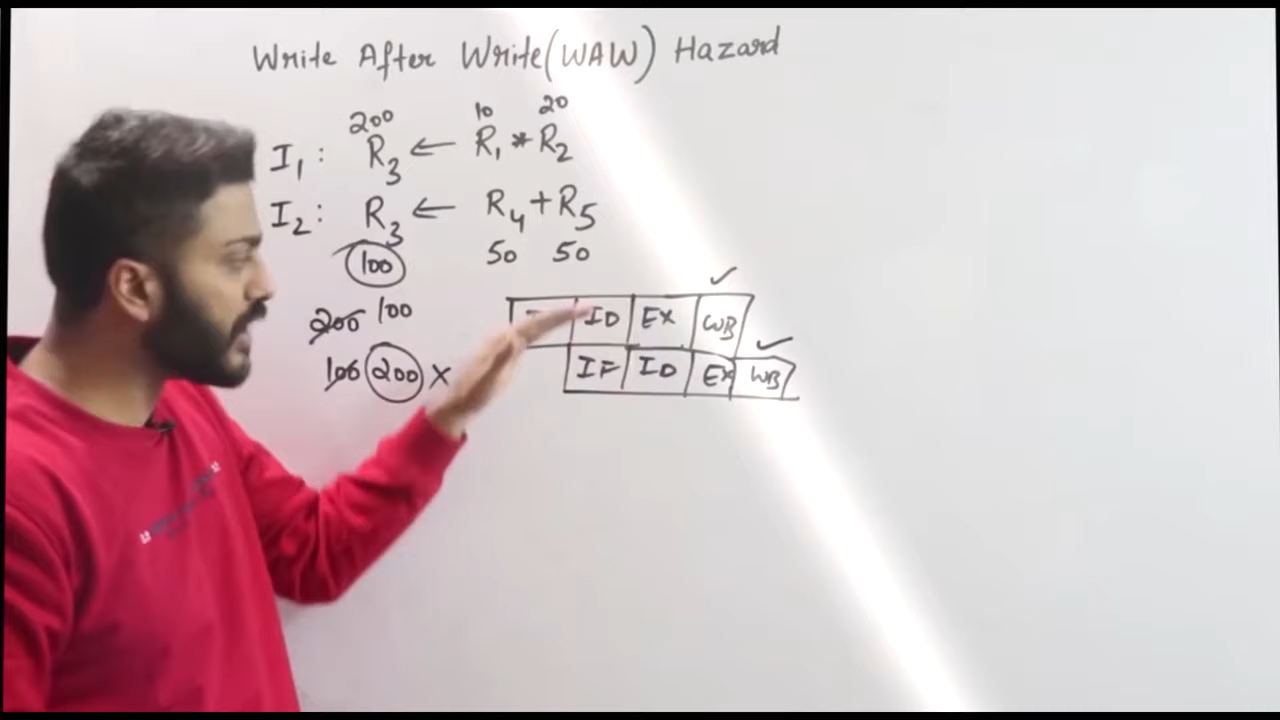 Write After Write (WAW) Hazard
200 10 20
I1 : R3 ← R1 * R2
I2 : R3 ← R4 + R5
100 50 50
200 100
100 200 ×
ID EX WB
IF ID EX WB